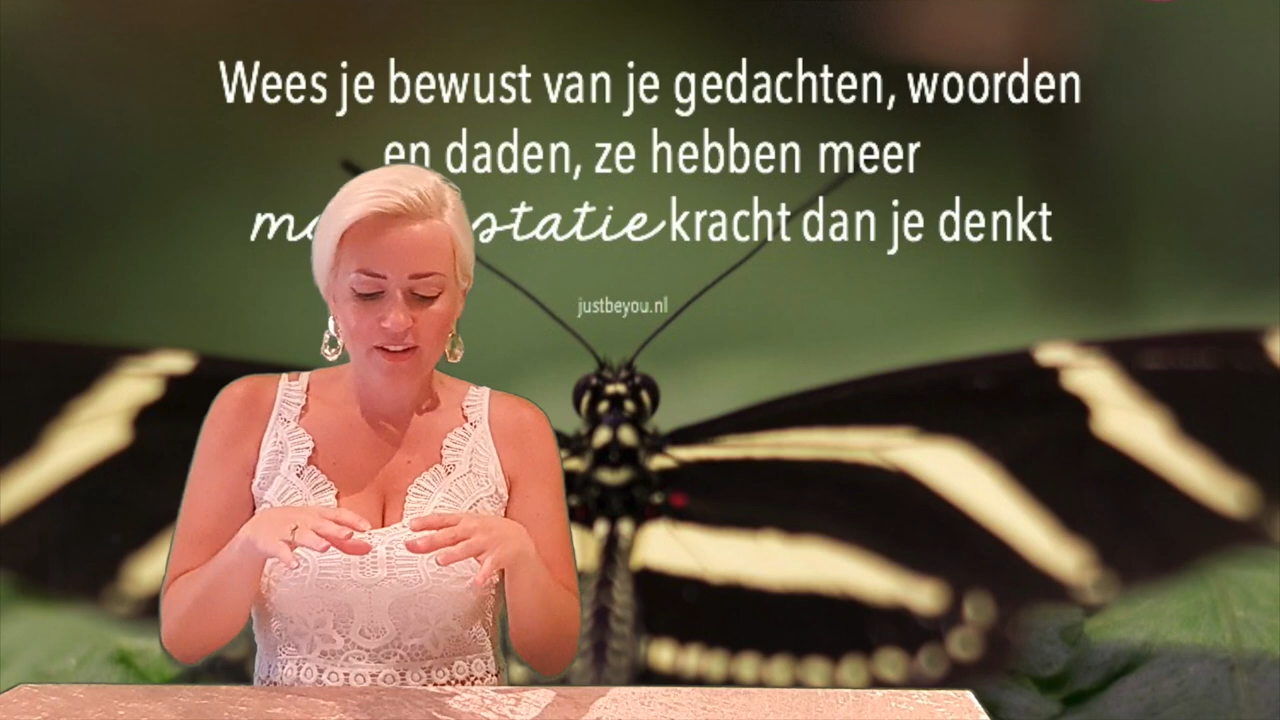 Wees je bewust van je gedachten, woorden
en daden, ze hebben meer
kracht dan je denkt
justbeyou.nl